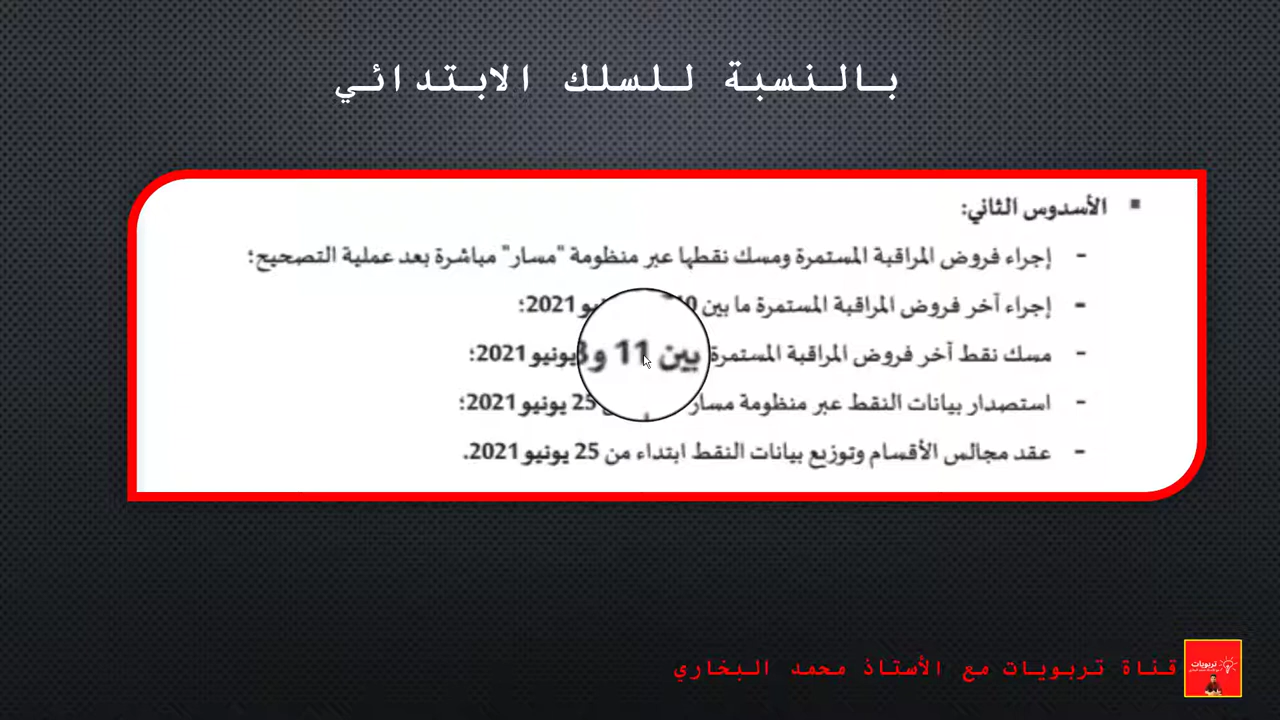 بالنسبة للسلك الابتدائي
الأسدوس الثاني:
- إجراء فروض المراقبة المستمرة ومسك نقطها عبر منظومة "مسار" مباشرة بعد عملية التصحيح؛
- إجراء آخر فروض المراقبة المستمرة ما بين 2021؛
- مسك نقط آخر فروض المراقبة المستمرة بين 11 و يونيو 2021؛
- استصدار بيانات النقط عبر منظومة مسار 25 يونيو 2021؛
- عقد مجالس الأقسام وتوزيع بيانات النقط ابتداء من 25 يونيو 2021.
قناة تربويات مع الأستاذ محمد البخاري
تربويات